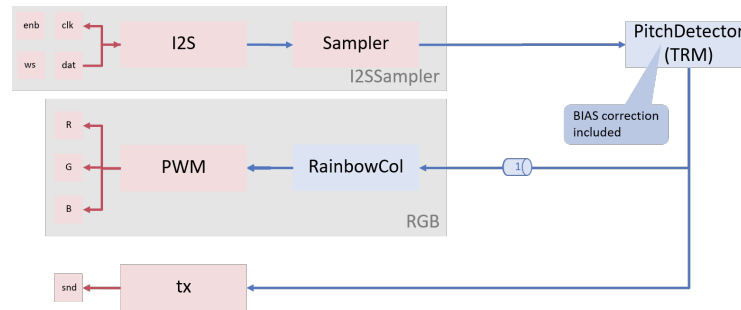 enb
clk
ws
dat
I2S
Sampler
I2SSampler
PitchDetector
(TRM)
BIAS correction
included
R
G
B
PWM
RainbowCol
1
RGB
snd
tx